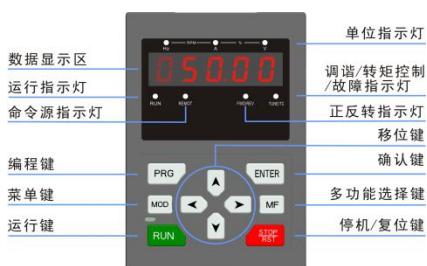 单位指示灯
Hz RPM A % V
数据显示区
50.00
调谐/转矩控制
/故障指示灯
运行指示灯
RUN REMOT FWD/REV TUNE/TC
命令源指示灯
正反转指示灯
移位键
编程键
PRG
ENTER
确认键
菜单键
MOD
MF
多功能选择键
运行键
RUN
STOP
RST
停机/复位键